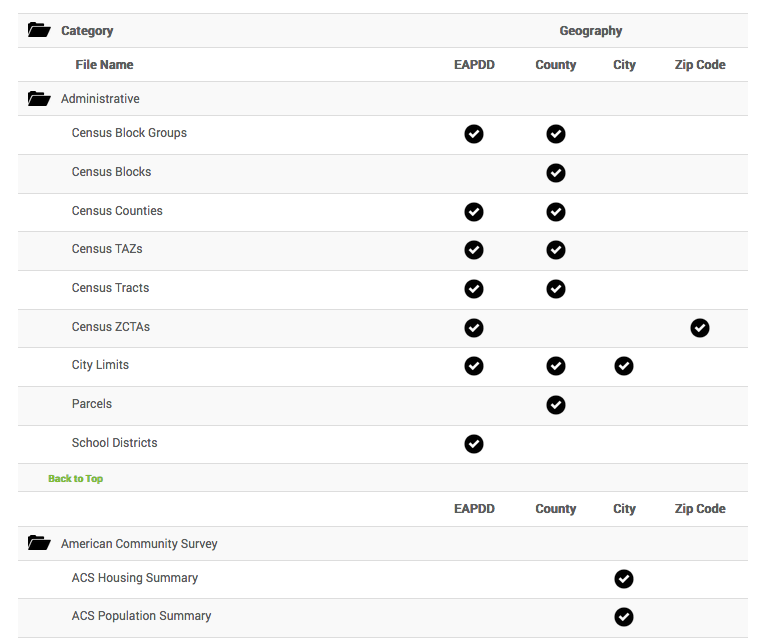 Category Geography
File Name EAPDD County City Zip Code
Administrative
Census Block Groups
Census Blocks
Census Counties
Census TAZs
Census Tracts
Census ZCTAs
City Limits
Parcels
School Districts
Back to Top
EAPDD County City Zip Code
American Community Survey
ACS Housing Summary
ACS Population Summary